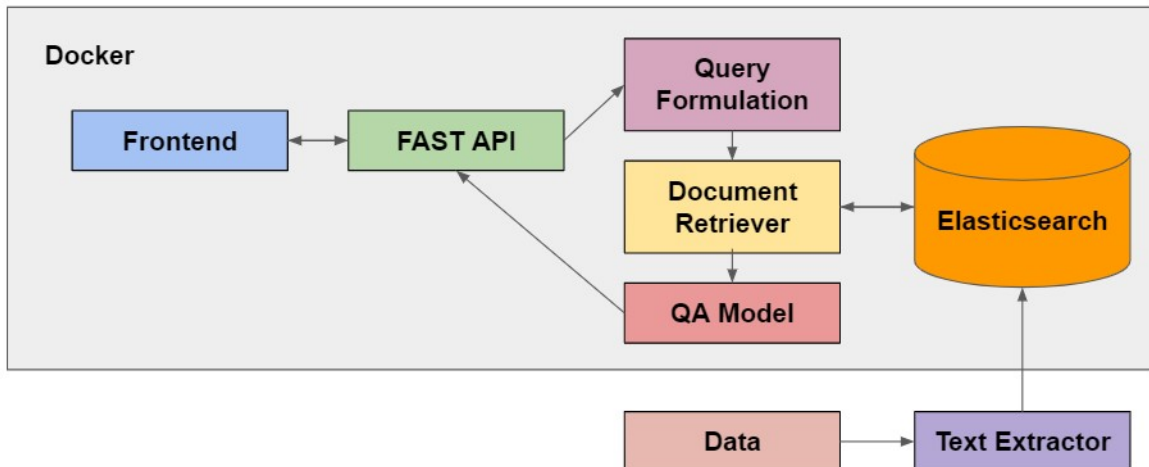 Docker
Query
Formulation
Frontend
FAST API
Document
Retriever
Elasticsearch
QA Model
Data
Text Extractor